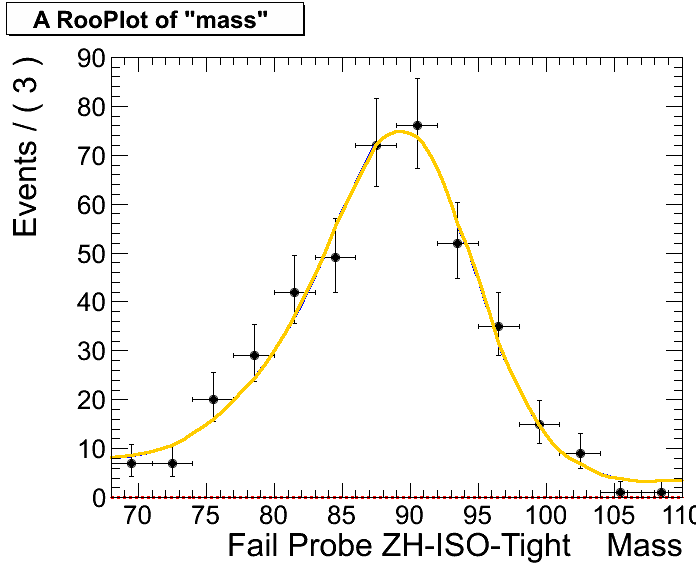 A RooPlot of "mass"
Events / ( 3 )
90
80
70
60
50
40
30
20
10
0
70 75 80 85 90 95 100 105 110
Fail Probe ZH-ISO-Tight Mass